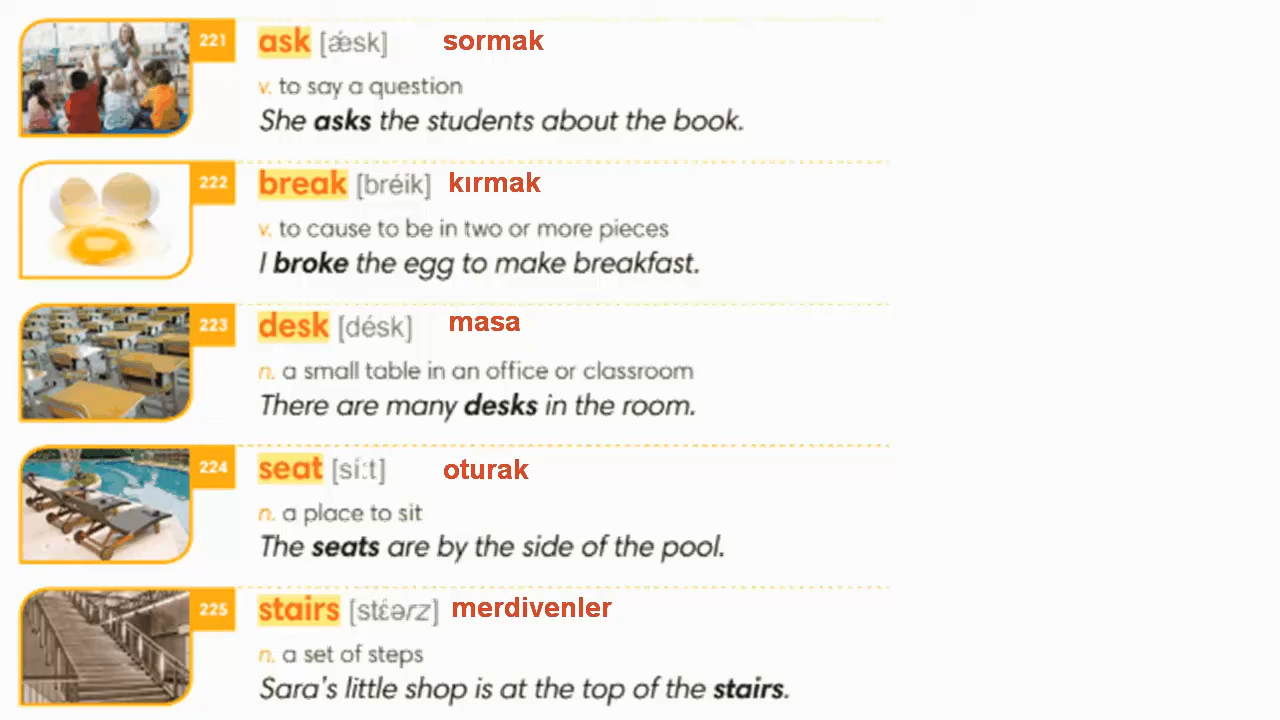 221 ask [ǽsk] sormak
v. to say a question
She asks the students about the book.
222 break [bréik] kırmak
v. to cause to be in two or more pieces
I broke the egg to make breakfast.
223 desk [désk] masa
n. a small table in an office or classroom
There are many desks in the room.
224 seat [síːt] oturak
n. a place to sit
The seats are by the side of the pool.
225 stairs [stɛ́ərz] merdivenler
n. a set of steps
Sara's little shop is at the top of the stairs.